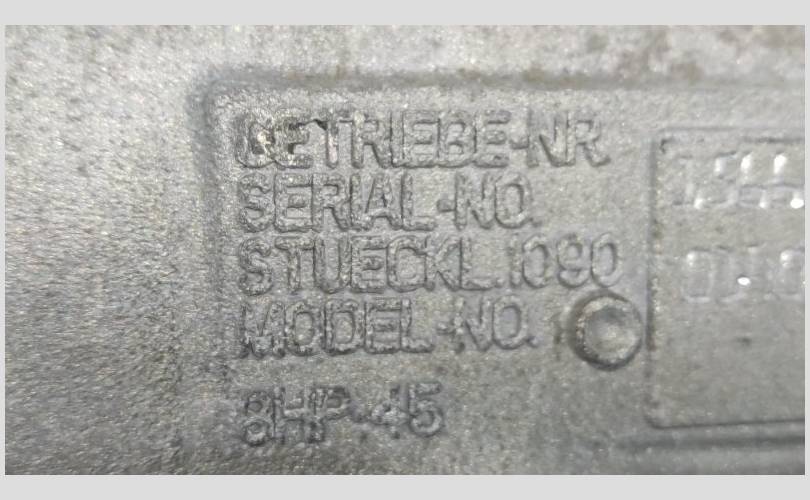 GETRIEBE-NR.
SERIAL-NO.
STUECKL.1090
MODEL-NO.
8HP-45